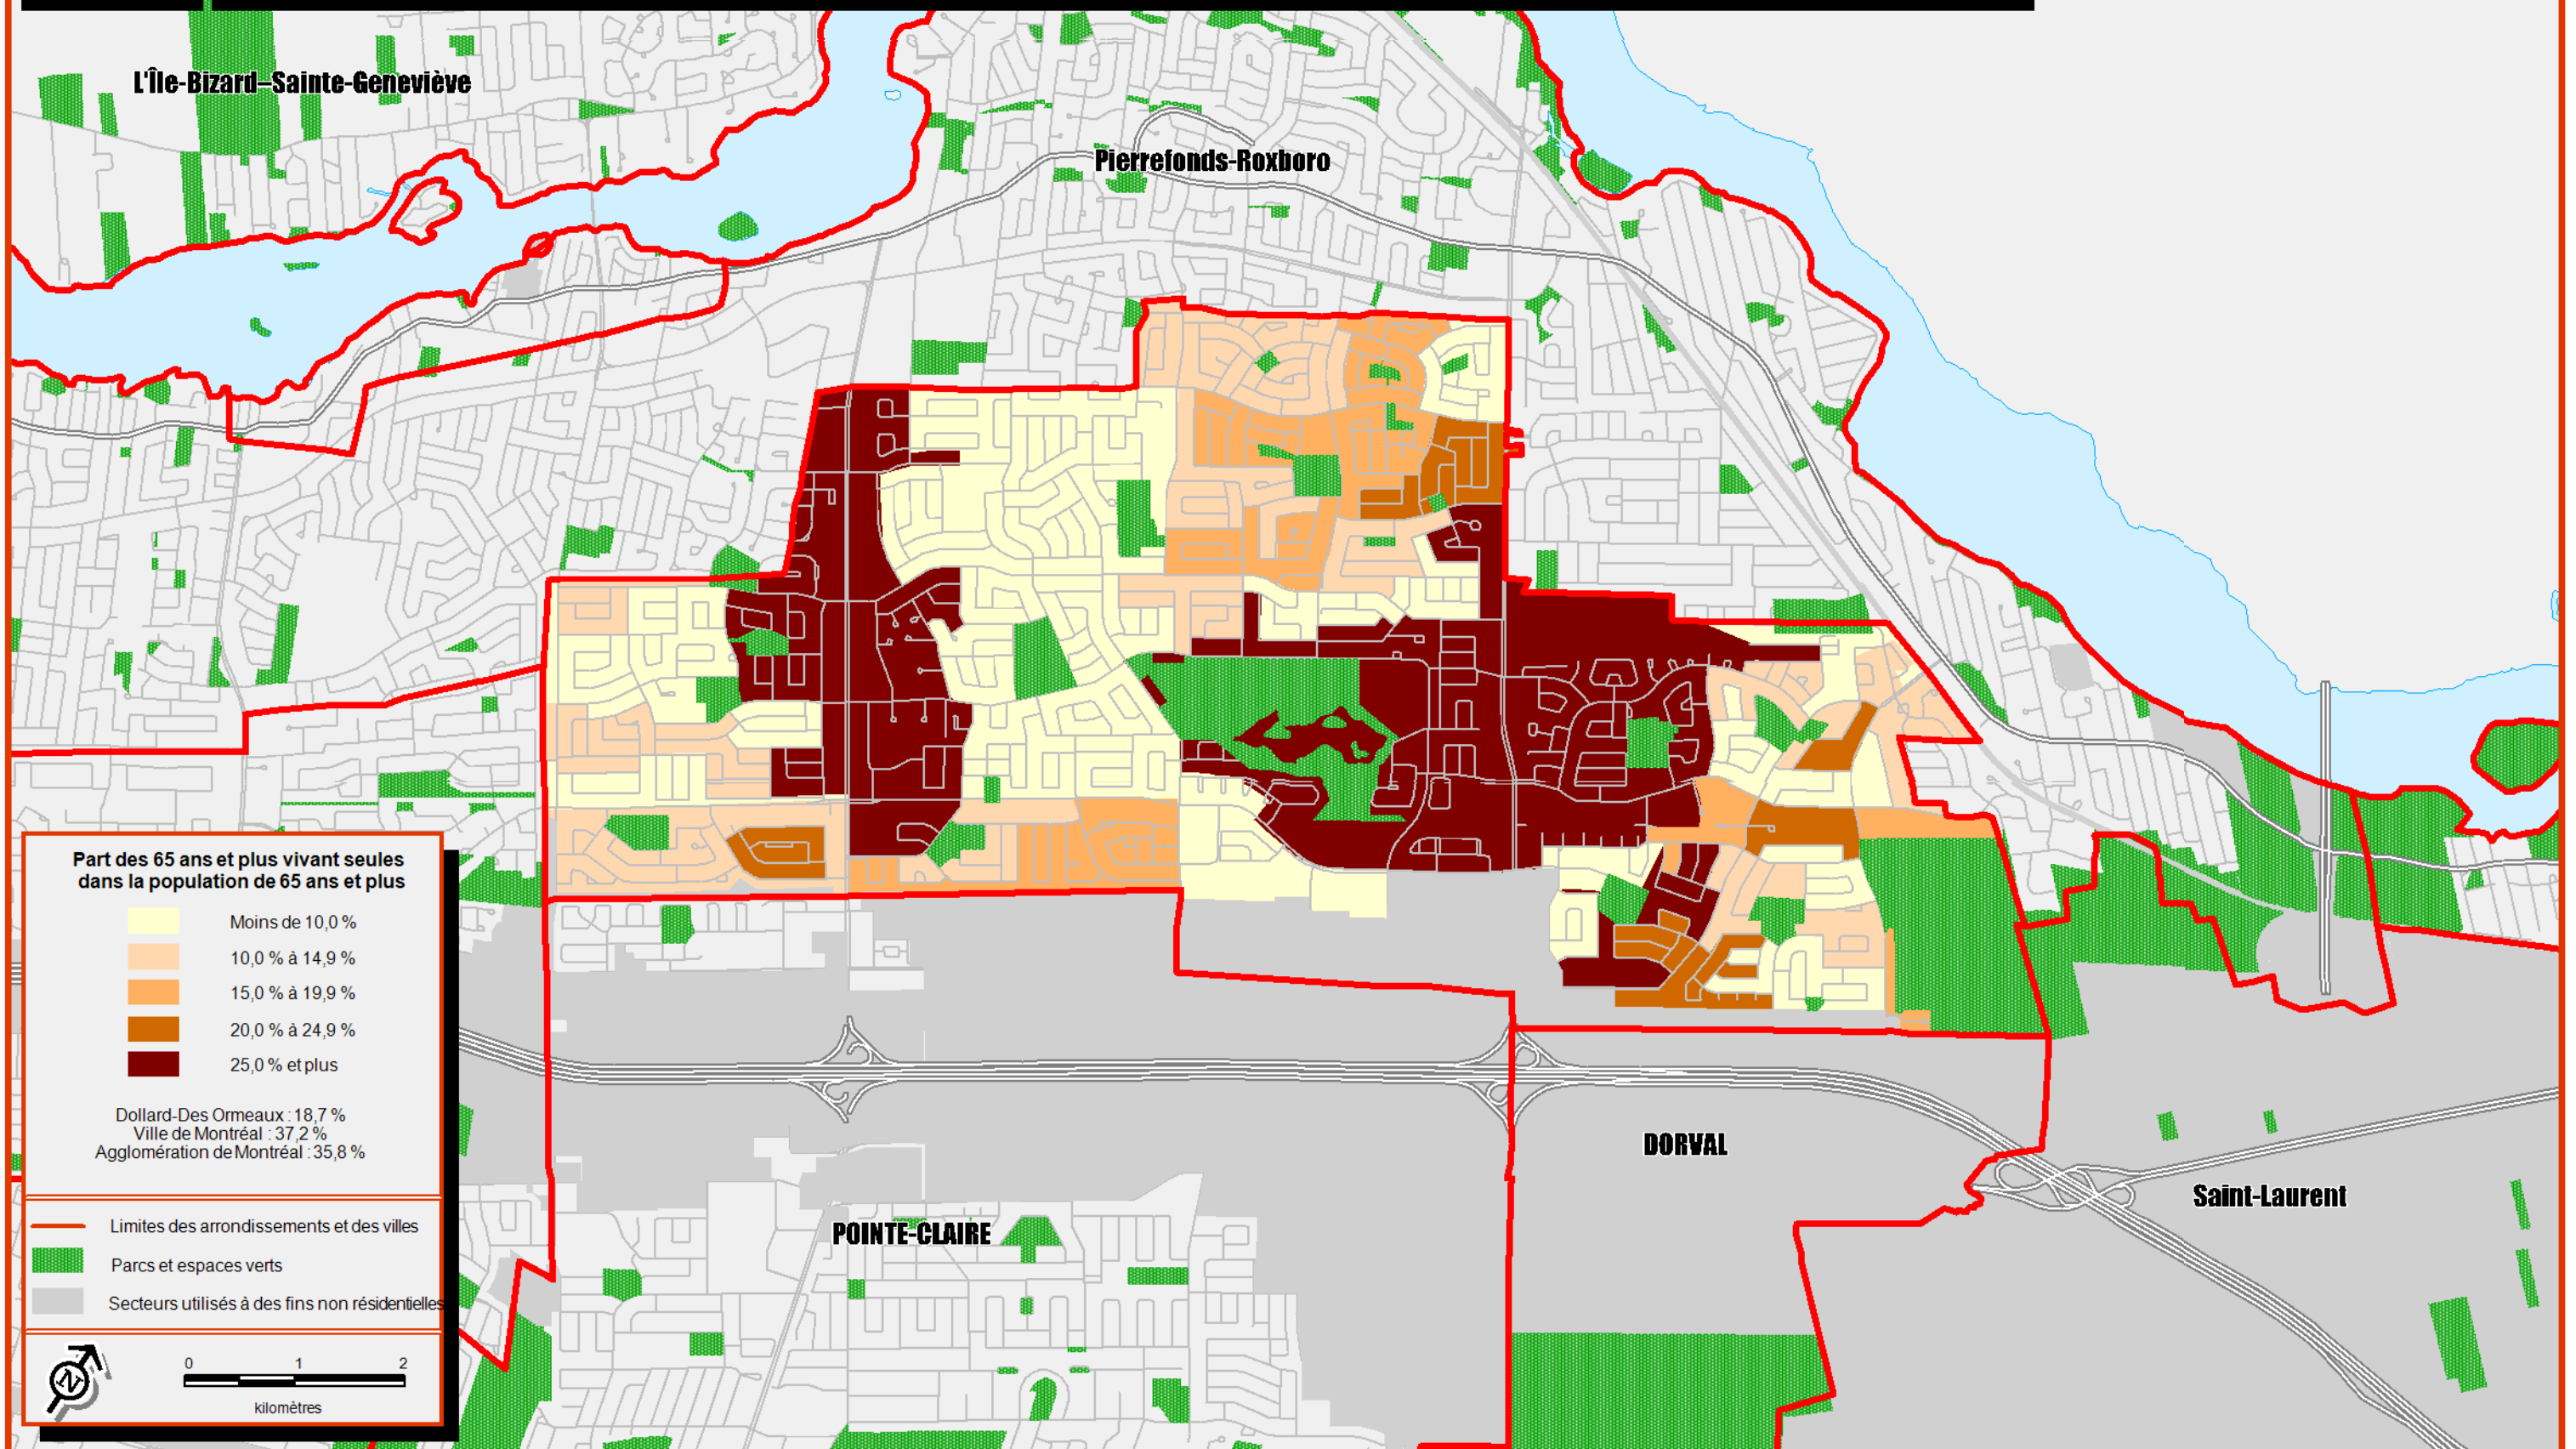 L'Île-Bizard–Sainte-Geneviève
Pierrefonds-Roxboro
Part des 65 ans et plus vivant seules
dans la population de 65 ans et plus
Moins de 10,0 %
10,0 % à 14,9 %
15,0 % à 19,9 %
20,0 % à 24,9 %
25,0 % et plus
Dollard-Des Ormeaux : 18,7 %
Ville de Montréal : 37,2 %
Agglomération de Montréal : 35,8 %
Limites des arrondissements et des villes
Parcs et espaces verts
Secteurs utilisés à des fins non résidentielles
N
0 1 2
kilomètres
DORVAL
Saint-Laurent
POINTE-CLAIRE